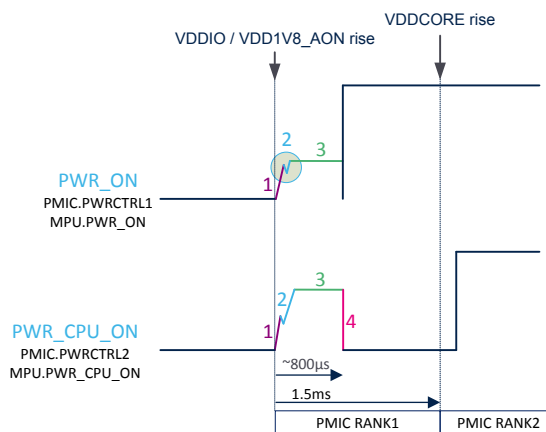 VDDCORE rise
VDDIO / VDD1V8_AON rise
2
3
1
PWR_ON
PMIC.PWRCTRL1
MPU.PWR_ON
3
2
4
1
PWR_CPU_ON
PMIC.PWRCTRL2
MPU.PWR_CPU_ON
~800µs
1.5ms
PMIC RANK1 PMIC RANK2